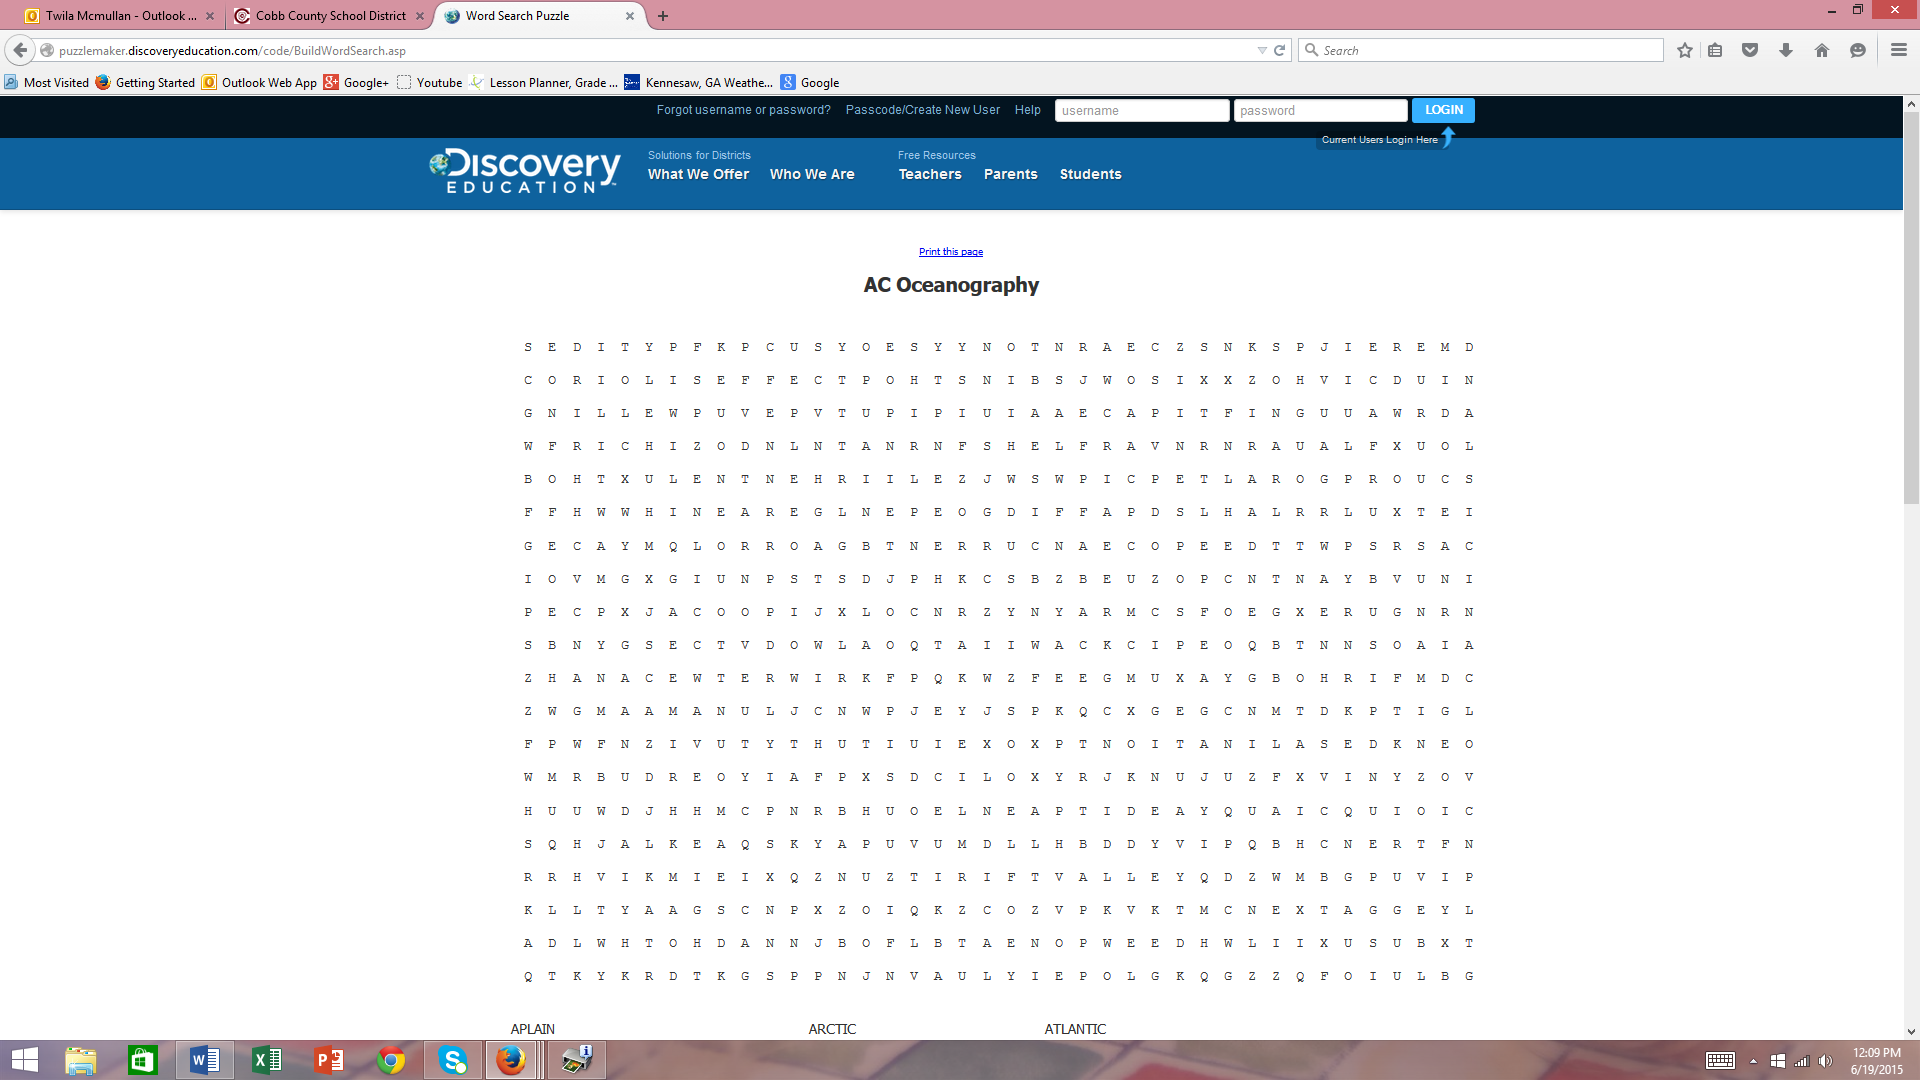 Twila Mcmullan - Outlook ... × Cobb County School District × Word Search Puzzle ×
puzzlemaker.discoveryeducation.com/code/BuildWordSearch.asp Search
Most Visited Getting Started Outlook Web App Google+ Youtube Lesson Planner, Grade ... Kennesaw, GA Weathe... Google
Forgot username or password? Passcode/Create New User Help username password LOGIN
Current Users Login Here
Discovery EDUCATION
Solutions for Districts Free Resources
What We Offer Who We Are Teachers Parents Students
Print this page
AC Oceanography
S E D I T Y P F K P C U S Y O E S Y Y N O T N R A E C Z S N K S P J I E R E M D
C O R I O L I S E F F E C T P O H T S N I B S J W O S I X X Z O H V I C D U I N
G N I L L E W P U V E P V T U P I P I U I A A E C A P I T F I N G U U A W R D A
W F R I C H I Z O D N L N T A N R N F S H E L F R A V N R N R A U A L F X U O L
B O H T X U L E N T N E H R I I L E Z J W S W P I C P E T L A R O G P R O U C S
F F H W W H I N E A R E G L N E P E O G D I F F A P D S L H A L R R L U X T E I
G E C A Y M Q L O R R O A G B T N E R R U C N A E C O P E E D T T W P S R S A C
I O V M G X G I U N P S T S D J P H K C S B Z B E U Z O P C N T N A Y B V U N I
P E C P X J A C O O P I J X L O C N R Z Y N Y A R M C S F O E G X E R U G N R N
S B N Y G S E C T V D O W L A O Q T A I I W A C K C I P E O Q B T N N S O A I A
Z H A N A C E W T E R W I R K F P Q K W Z F E E G M U X A Y G B O H R I F M D C
Z W G M A A M A N U L J C N W P J E Y J S P K Q C X G E G C N M T D K P T I G L
F P W F N Z I V U T Y T H U T I U I E X O X P T N O I T A N I L A S E D K N E O
W M R B U D R E O Y I A F P X S D C I L O X Y R J K N U J U Z F X V I N Y Z O V
H U U W D J H H M C P N R B H U O E L N E A P T I D E A Y Q U A I C Q U I O I C
S Q H J A L K E A Q S K Y A P U V U M D L L H B D D Y V I P Q B H C N E R T F N
R R H V I K M I E I X Q Z N U Z T I R I F T V A L L E Y Q D Z W M B G P U V I P
K L L T Y A A G S C N P X Z O I Q K Z C O Z V P K V K T M C N E X T A G G E Y L
A D L W H T O H D A N N J B O F L B T A E N O P W E E D H W L I I X U S U B X T
Q T K Y K R D T K G S P P N J N V A U L Y I E P O L G K Q G Z Z Q F O I U L B G
APLAIN ARCTIC ATLANTIC
12:09 PM
6/19/2015